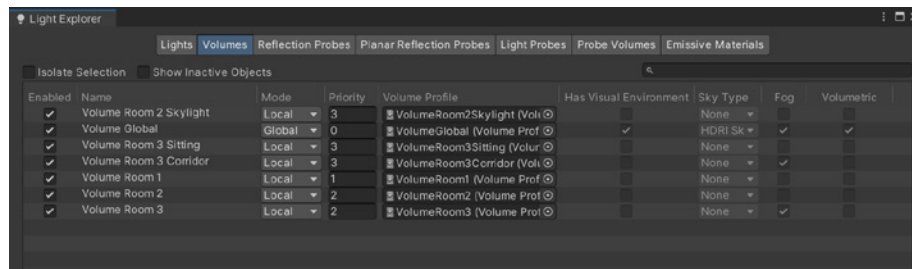 Light Explorer
Lights Volumes Reflection Probes Planar Reflection Probes Light Probes Probe Volumes Emissive Materials
Isolate Selection Show Inactive Objects
Enabled Name Mode Priority Volume Profile Has Visual Environment Sky Type Fog Volumetric
Volume Room 2 Skylight Local 3 VolumeRoom2Skylight (Volu None
Volume Global Global 0 VolumeGlobal (Volume Prof HDRI Sk
Volume Room 3 Sitting Local 3 VolumeRoom3Sitting (Volur None
Volume Room 3 Corridor Local 3 VolumeRoom3Corridor (Volu None
Volume Room 1 Local 1 VolumeRoom1 (Volume Prof None
Volume Room 2 Local 2 VolumeRoom2 (Volume Prof None
Volume Room 3 Local 2 VolumeRoom3 (Volume Prof None